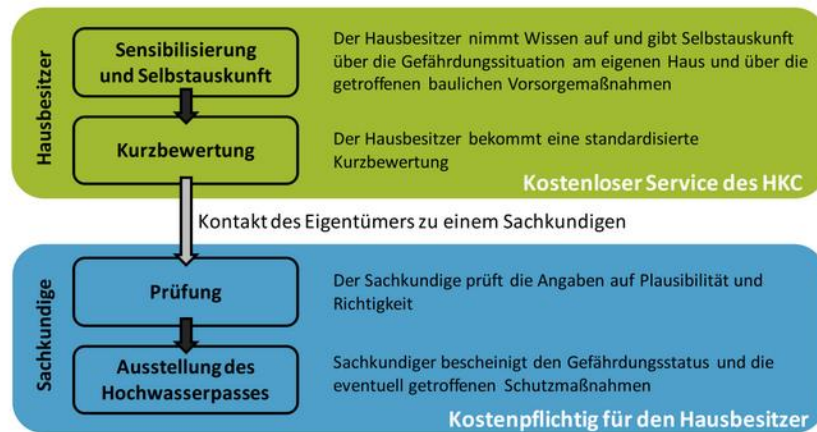 Hausbesitzer
Sensibilisierung
und Selbstauskunft
Der Hausbesitzer nimmt Wissen auf und gibt Selbstauskunft
über die Gefährdungssituation am eigenen Haus und über die
getroffenen baulichen Vorsorgemaßnahmen
Kurzbewertung
Der Hausbesitzer bekommt eine standardisierte
Kurzbewertung
Kostenloser Service des HKC
Kontakt des Eigentümers zu einem Sachkundigen
Sachkundige
Prüfung
Der Sachkundige prüft die Angaben auf Plausibilität und
Richtigkeit
Ausstellung des
Hochwasserpasses
Sachkundiger bescheinigt den Gefährdungsstatus und die
eventuell getroffenen Schutzmaßnahmen
Kostenpflichtig für den Hausbesitzer